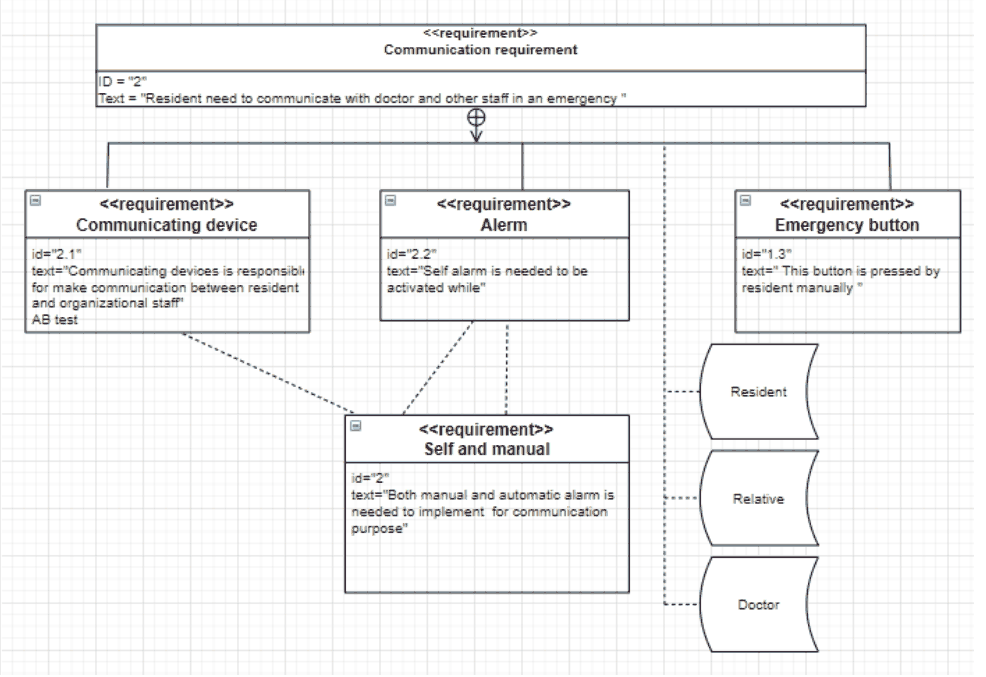 <<requirement>>
Communication requirement
ID = "2"
Text = "Resident need to communicate with doctor and other staff in an emergency "
<<requirement>>
Communicating device
id="2.1"
text="Communicating devices is responsible
for make communication between resident
and organizational staff"
AB test
<<requirement>>
Alerm
id="2.2"
text="Self alarm is needed to be
activated while"
<<requirement>>
Emergency button
id="1.3"
text=" This button is pressed by
resident manually "
<<requirement>>
Self and manual
id="2"
text="Both manual and automatic alarm is
needed to implement  for communication
purpose"
Resident
Relative
Doctor